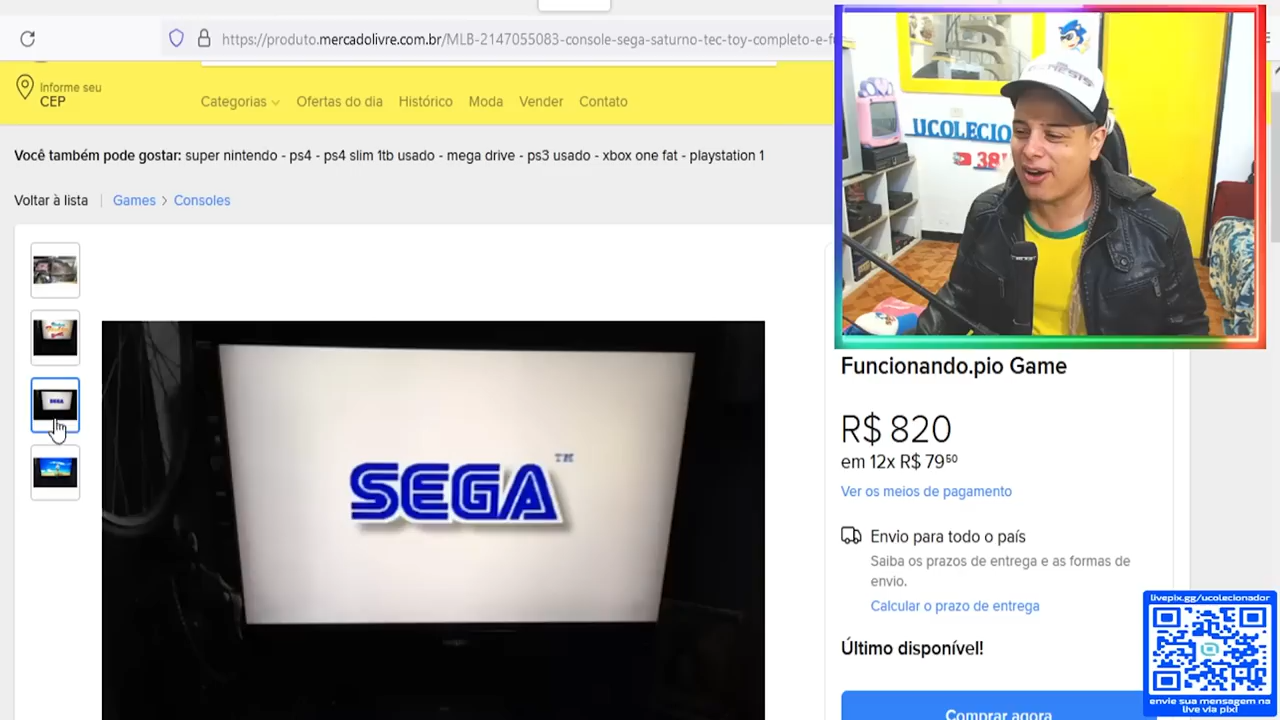 https://produto.mercadolivre.com.br/MLB-2147055083-console-sega-saturno-tec-toy-completo-e-fu
Informe seu
CEP
Categorias
Ofertas do dia
Histórico
Moda
Vender
Contato
Você também pode gostar: super nintendo - ps4 - ps4 slim 1tb usado - mega drive - ps3 usado - xbox one fat - playstation 1
Voltar à lista
Games
Consoles
SEGA
TM
UCOLECIO
38
Funcionando.pio Game
R$ 820
em 12x R$ 79 50
Ver os meios de pagamento
Envio para todo o país
Saiba os prazos de entrega e as formas de
envio.
Calcular o prazo de entrega
Último disponível!
Comprar agora
livepix.gg/ucolecionador
envie sua mensagem na
live via pix!